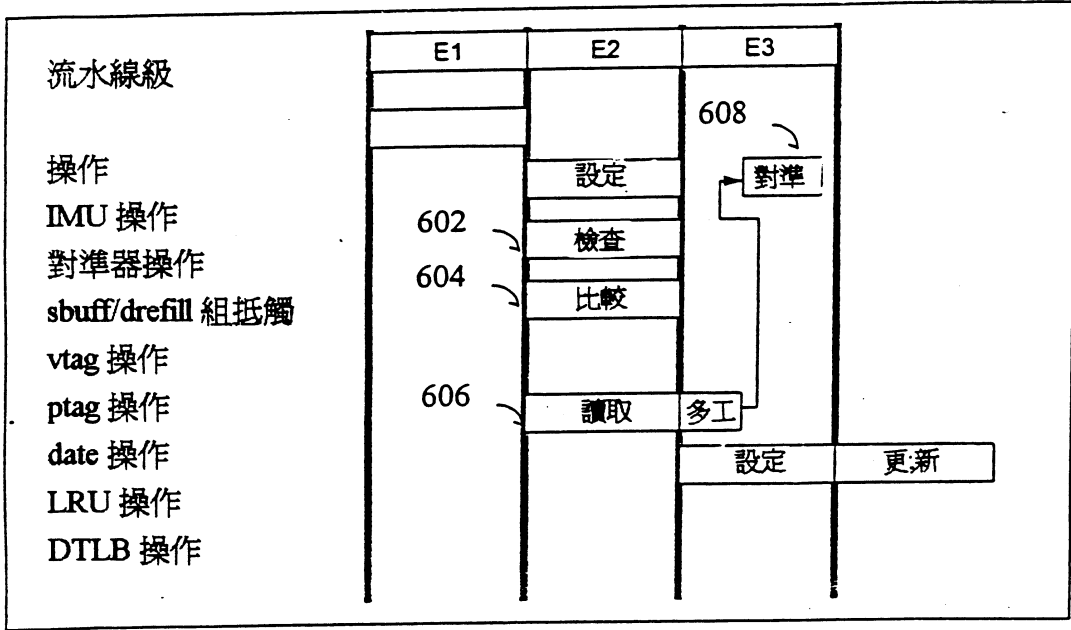 流水線級 E1 E2 E3
608
操作 設定 對準
IMU 操作 602 檢查
對準器操作
sbuff/drefill 組抵觸 604 比較
vtag 操作
ptag 操作 606 讀取 多工
date 操作 設定 更新
LRU 操作
DTLB 操作